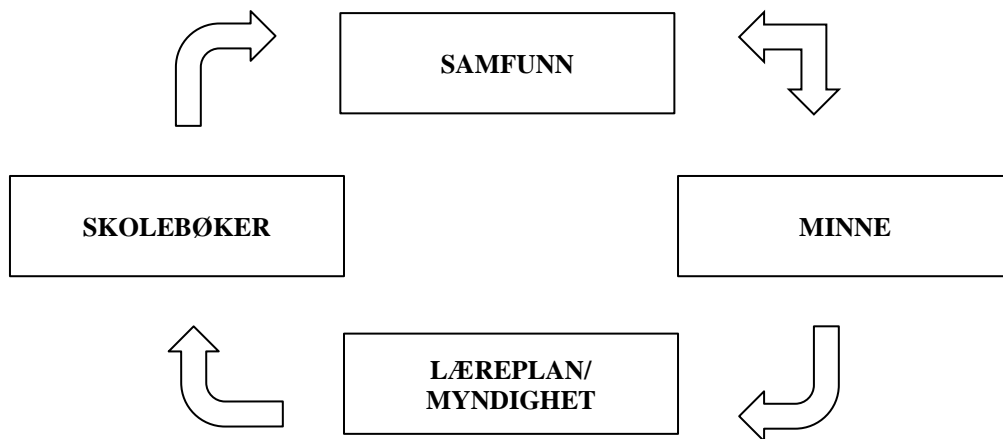 SAMFUNN
SKOLEBØKER
MINNE
LÆREPLAN/
MYNDIGHET